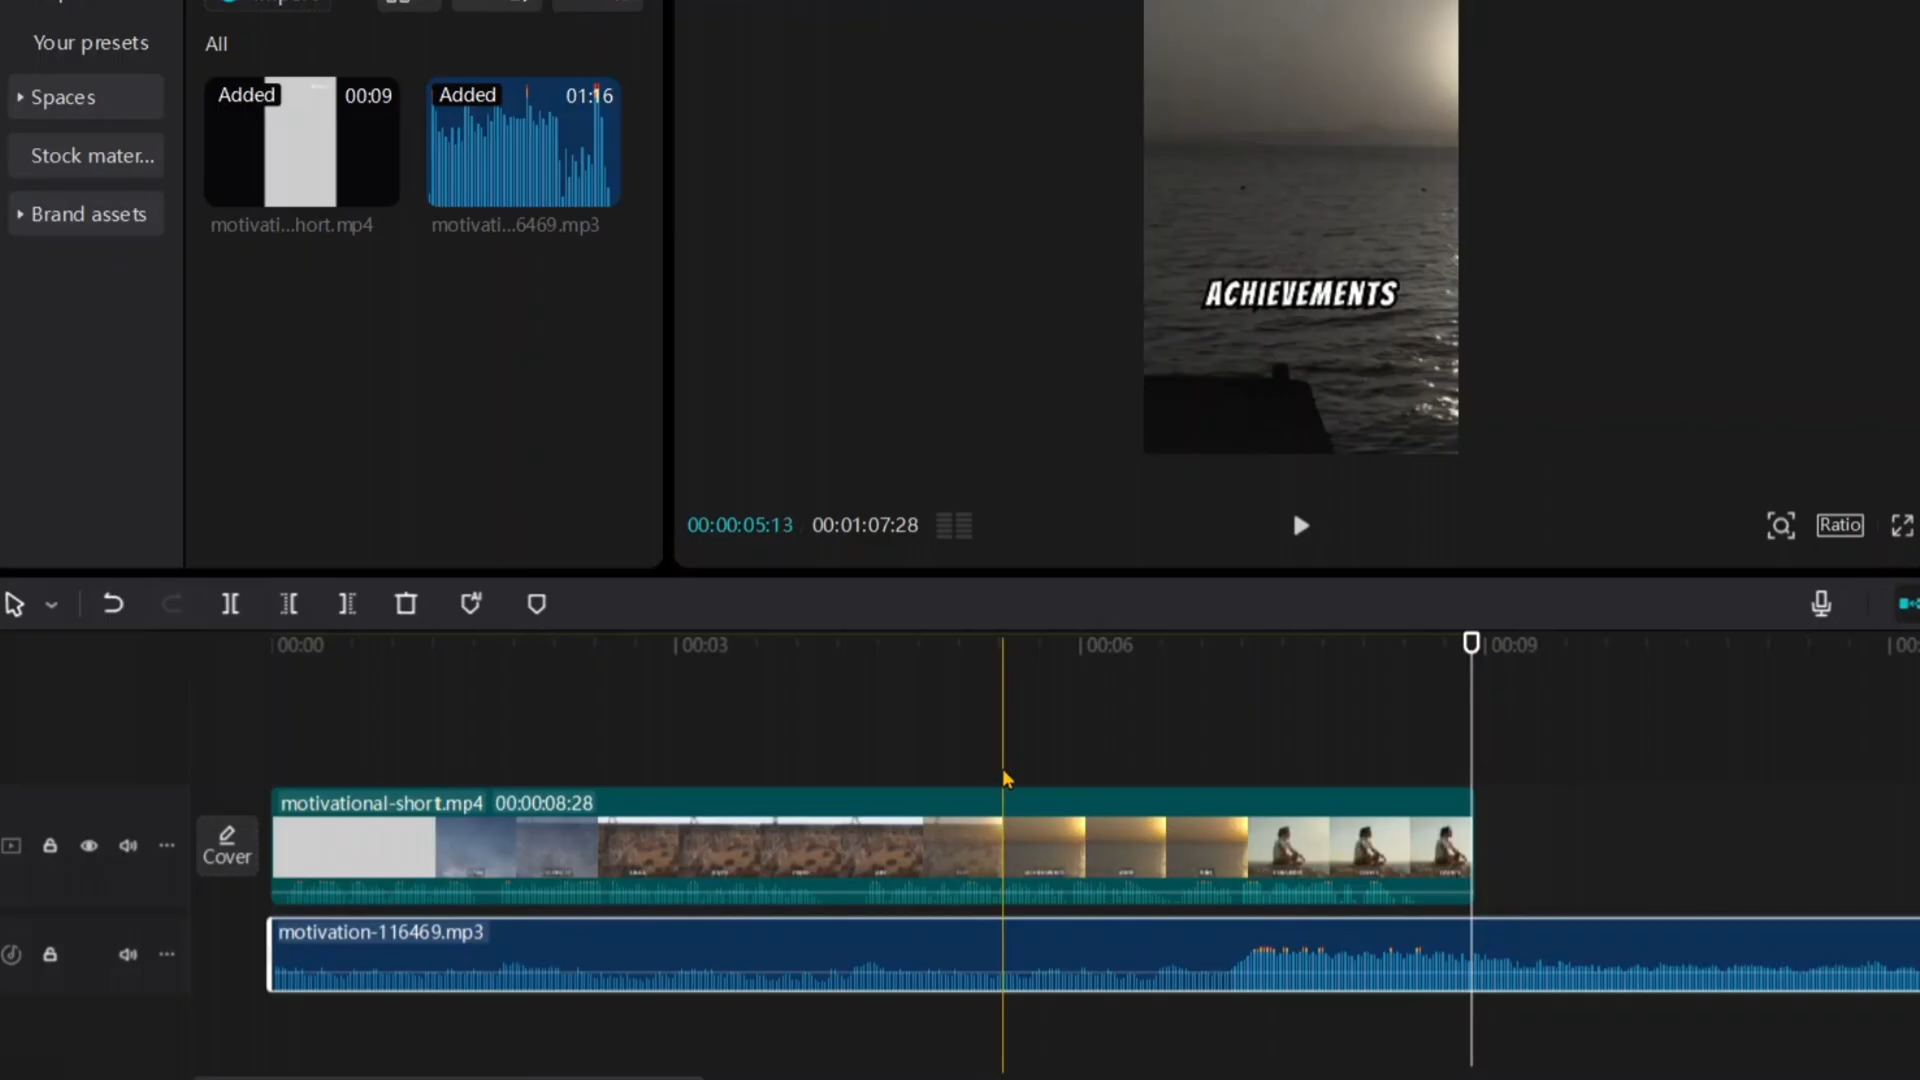 Your presets
Spaces
Stock mater...
Brand assets
All
Added
00:09
motivati...hort.mp4
Added
01:16
motivati...6469.mp3
ACHIEVEMENTS
00:00:05:13
00:01:07:28
Ratio
00:00
00:03
00:06
00:09
Cover
motivational-short.mp4 00:00:08:28
motivation-116469.mp3